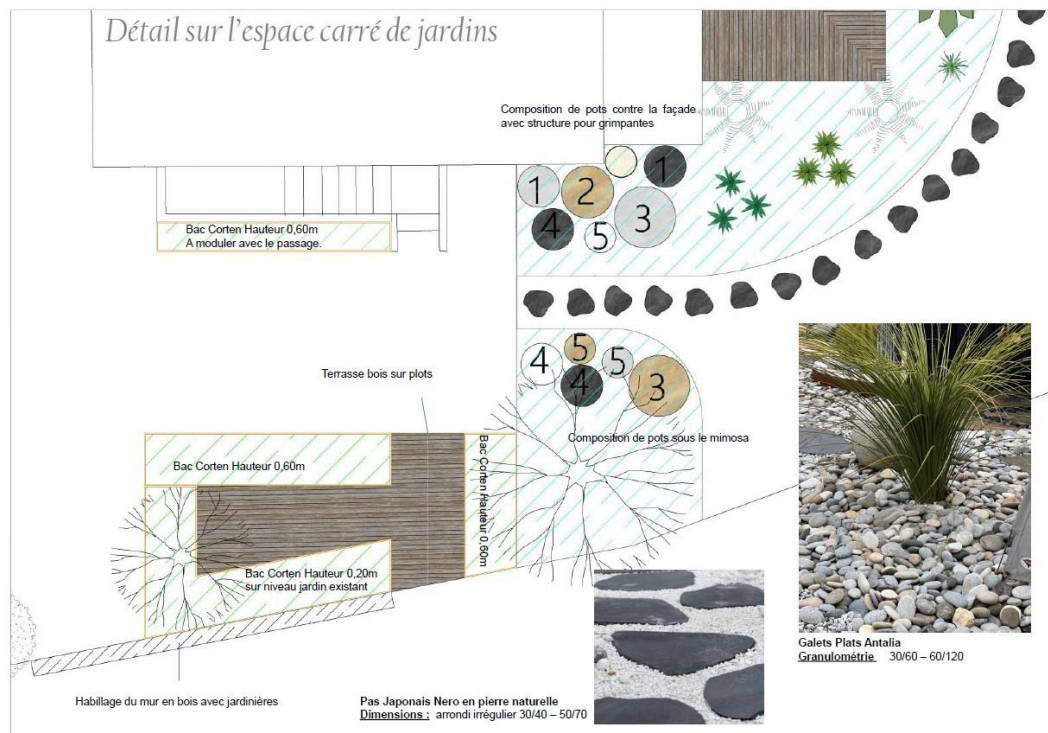 Détail sur l'espace carré de jardins
Composition de pots contre la façade
avec structure pour grimpantes
1
2
1
3
4
5
Bac Corten Hauteur 0,60m
A moduler avec le passage.
4
5
5
4
3
Terrasse bois sur plots
Composition de pots sous le mimosa
Bac Corten Hauteur 0,60m
Bac Corten Hauteur 0,60m
Bac Corten Hauteur 0,20m
sur niveau jardin existant
Galets Plats Antalia
Granulométrie 30/60 – 60/120
Habillage du mur en bois avec jardinières
Pas Japonais Nero en pierre naturelle
Dimensions : arrondi irrégulier 30/40 – 50/70